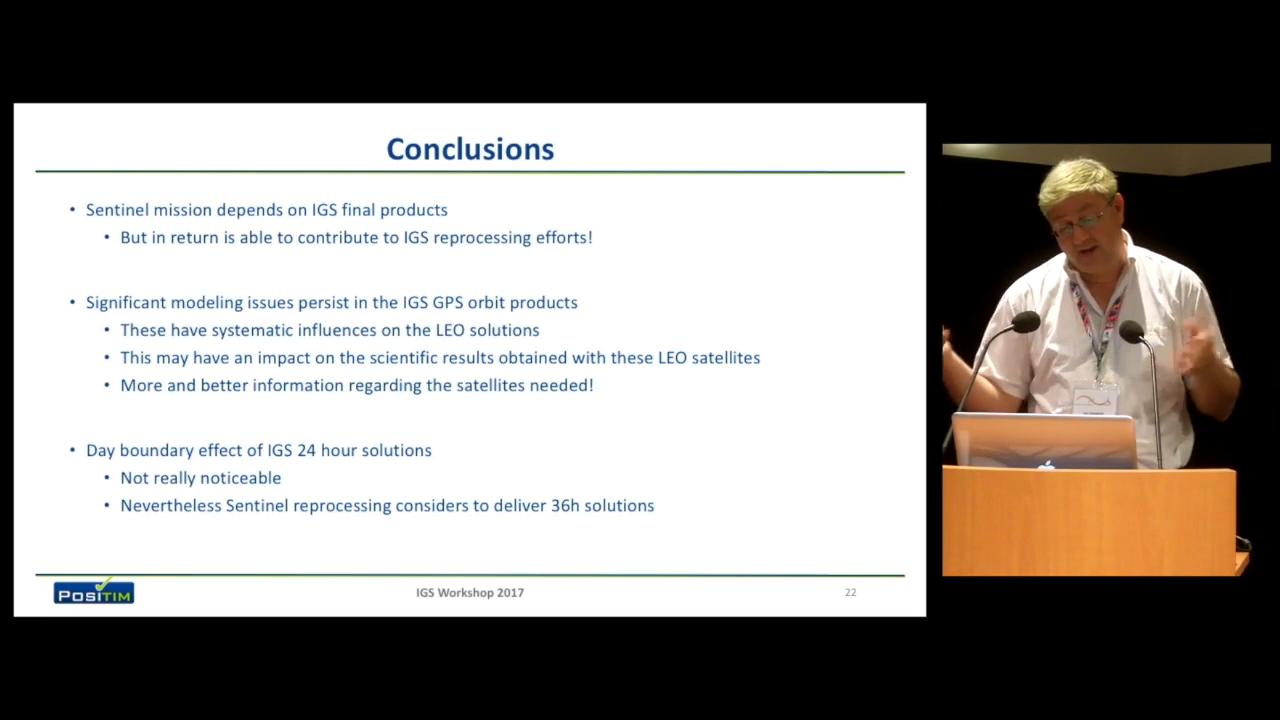 Conclusions
• Sentinel mission depends on IGS final products
• But in return is able to contribute to IGS reprocessing efforts!
• Significant modeling issues persist in the IGS GPS orbit products
• These have systematic influences on the LEO solutions
• This may have an impact on the scientific results obtained with these LEO satellites
• More and better information regarding the satellites needed!
• Day boundary effect of IGS 24 hour solutions
• Not really noticeable
• Nevertheless Sentinel reprocessing considers to deliver 36h solutions
POSITIM
IGS Workshop 2017
22